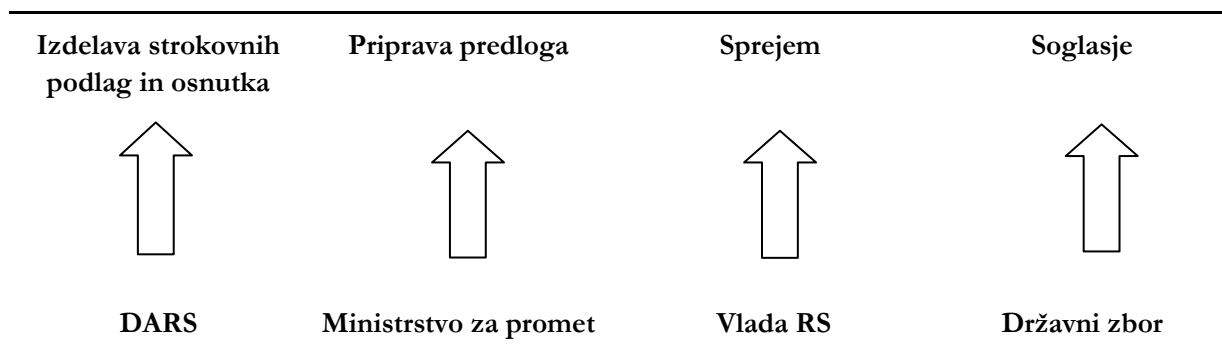 Izdelava strokovnih
podlag in osnutka
Priprava predloga
Sprejem
Soglasje
DARS
Ministrstvo za promet
Vlada RS
Državni zbor